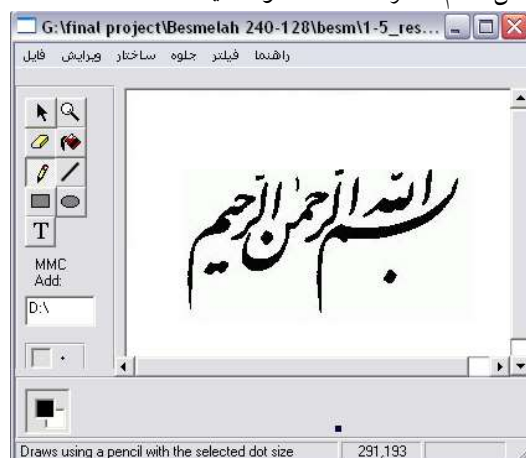 G:\final project\Besmelah 240-128\besm\1-5_res...
فایل ویرایش ساختار جلوه فیلتر راهنما
بسم الله الرحمن الرحیم
T
MMC
Add:
D:\
Draws using a pencil with the selected dot size 291,193